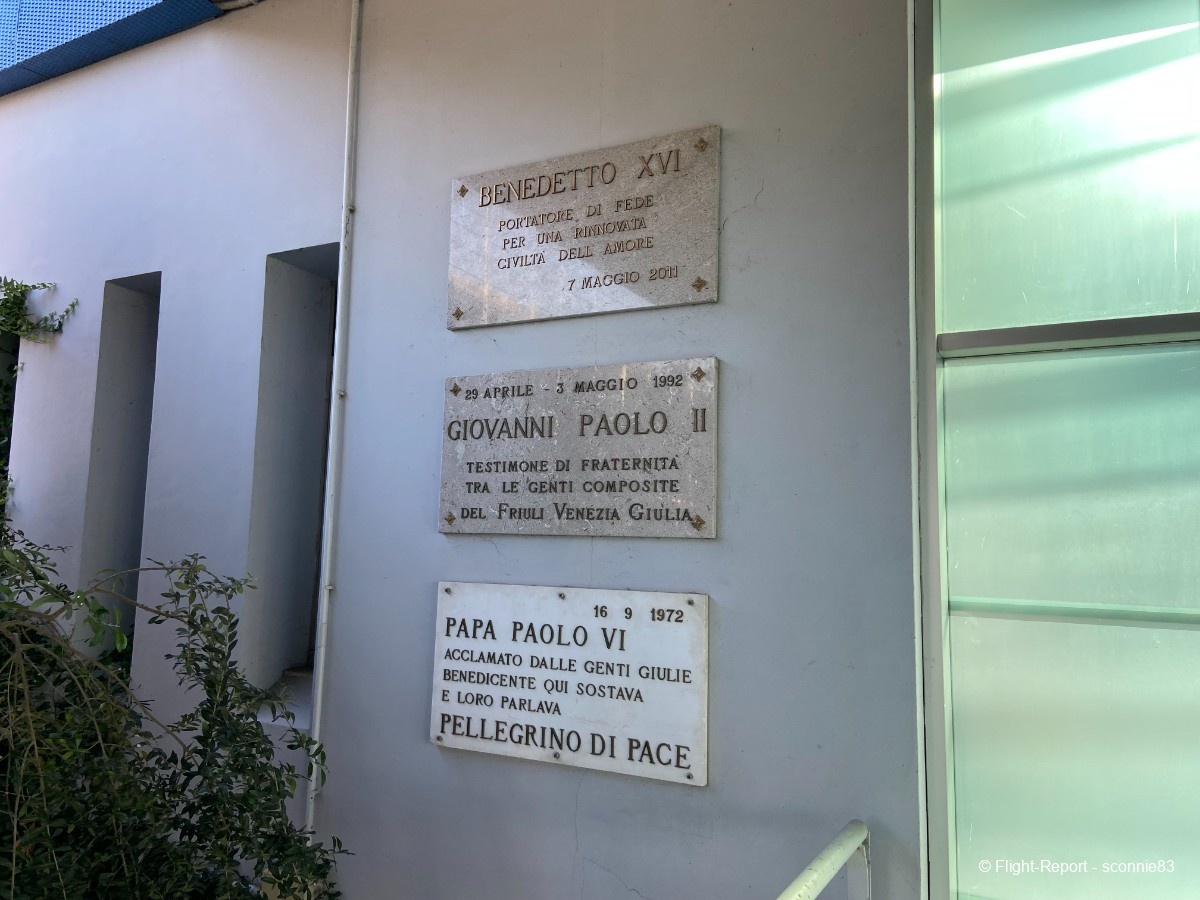 BENEDETTO XVI
PORTATORE DI FEDE
PER UNA RINNOVATA
CIVILTÀ DELL AMORE
7 MAGGIO 2011
29 APRILE - 3 MAGGIO 1992
GIOVANNI PAOLO II
TESTIMONE DI FRATERNITÀ
TRA LE GENTI COMPOSITE
DEL FRIULI VENEZIA GIULIA
16 9 1972
PAPA PAOLO VI
ACCLAMATO DALLE GENTI GIULIE
BENEDICENTE QUI SOSTAVA
E LORO PARLAVA
PELLEGRINO DI PACE
© Flight-Report - sconnie83